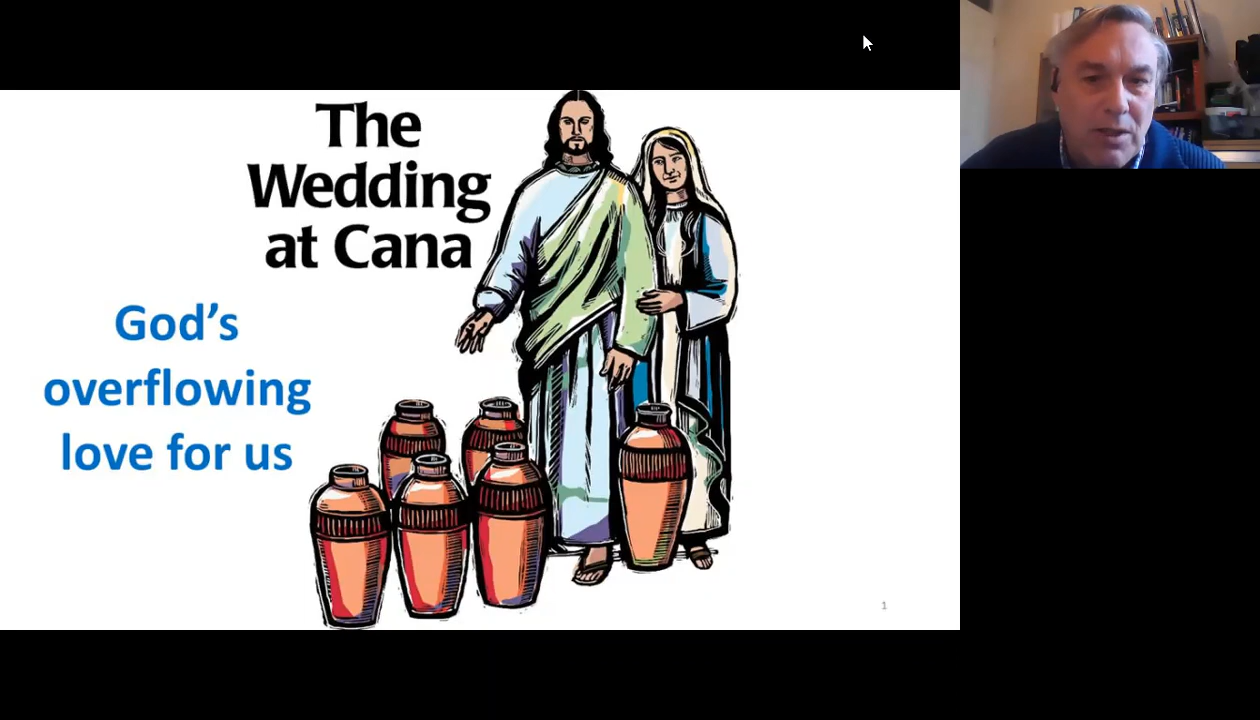 The
Wedding
at Cana
God’s
overflowing
love for us
1